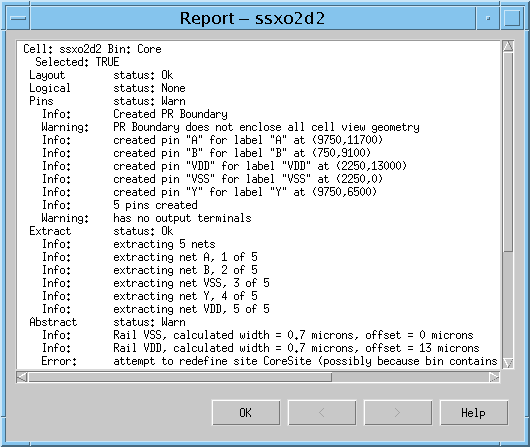 Report – ssxo2d2
Cell: ssxo2d2 Bin: Core
Selected: TRUE
Layout status: Ok
Logical status: None
Pins status: Warn
Info: Created PR Boundary
Warning: PR Boundary does not enclose all cell view geometry
Info: created pin "A" for label "A" at (9750,11700)
Info: created pin "B" for label "B" at (750,9100)
Info: created pin "VDD" for label "VDD" at (2250,13000)
Info: created pin "VSS" for label "VSS" at (2250,0)
Info: created pin "Y" for label "Y" at (9750,6500)
Info: 5 pins created
Warning: has no output terminals
Extract status: Ok
Info: extracting 5 nets
Info: extracting net A, 1 of 5
Info: extracting net B, 2 of 5
Info: extracting net VSS, 3 of 5
Info: extracting net Y, 4 of 5
Info: extracting net VDD, 5 of 5
Abstract status: Warn
Info: Rail VSS, calculated width = 0.7 microns, offset = 0 microns
Info: Rail VDD, calculated width = 0.7 microns, offset = 13 microns
Error: attempt to redefine site CoreSite (possibly because bin contains
OK < > Help